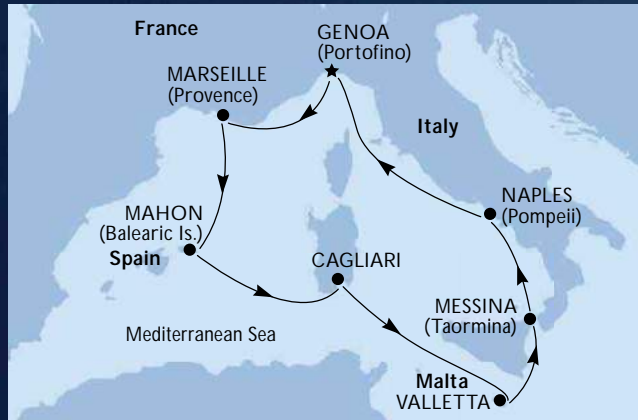 France
GENOA
(Portofino)
MARSEILLE
(Provence)
Italy
NAPLES
(Pompeii)
MAHON
(Balearic Is.)
Spain
CAGLIARI
MESSINA
(Taormina)
Mediterranean Sea
Malta
VALLETTA